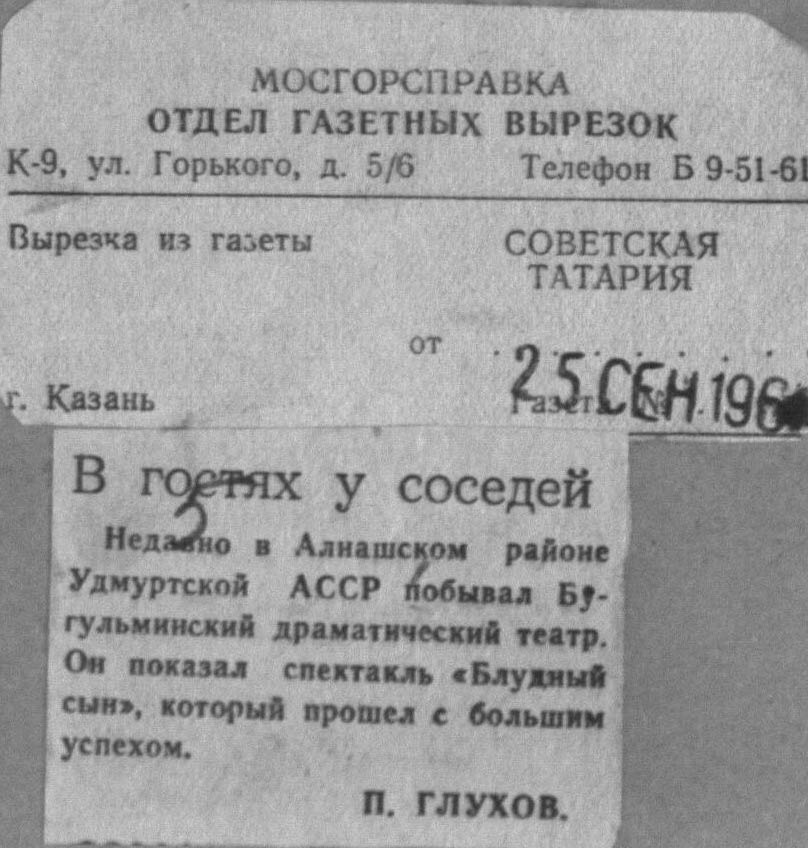 МОСГОРСПРАВКА
ОТДЕЛ ГАЗЕТНЫХ ВЫРЕЗОК
К-9, ул. Горького, д. 5/6 Телефон Б 9-51-61
Вырезка из газеты СОВЕТСКАЯ
ТАТАРИЯ
от
25 СЕН 196
г. Казань Газета №
В гостях у соседей
Недавно в Алнашском районе
Удмуртской АССР побывал Бу-
гульминский драматический театр.
Он показал спектакль «Блудный
сын», который прошел с большим
успехом.
П. ГЛУХОВ.